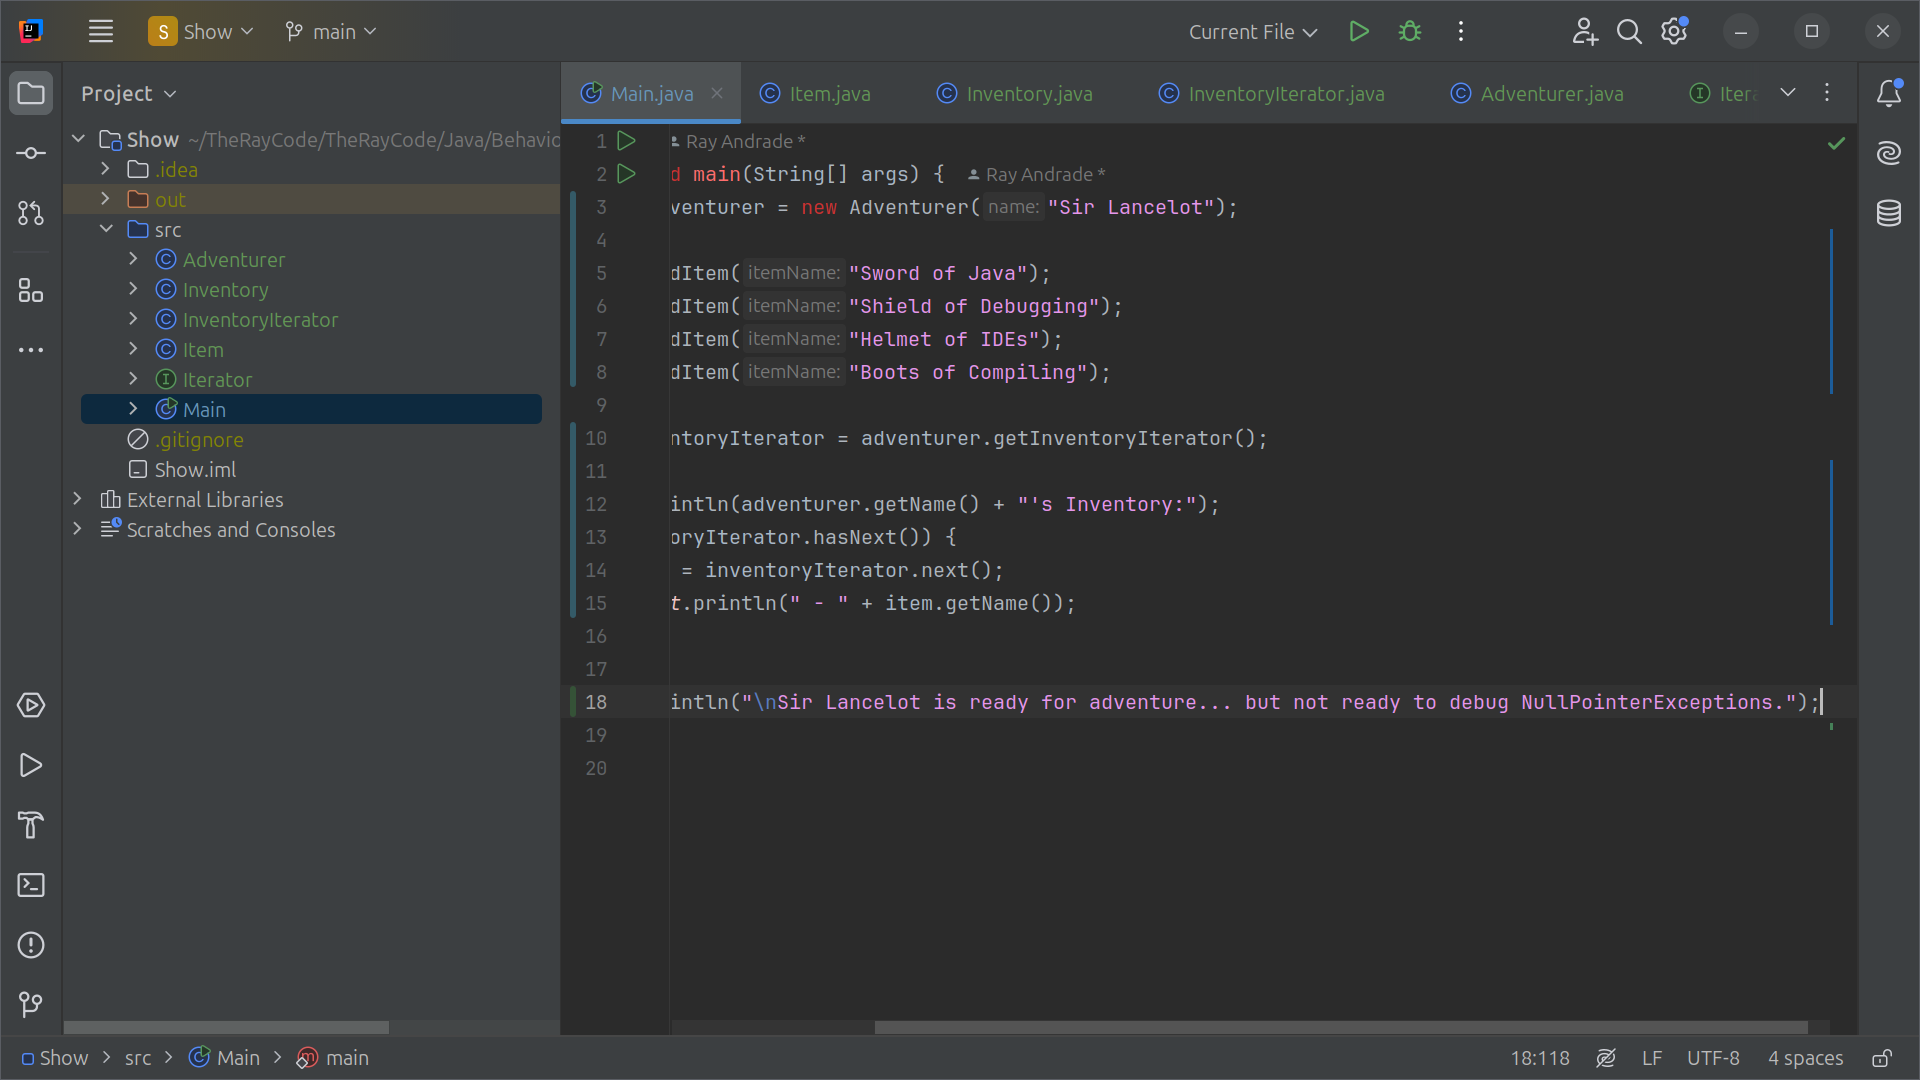 S Show main Current File
Project
Main.java Item.java Inventory.java InventoryIterator.java Adventurer.java Itera
Show ~/TheRayCode/TheRayCode/Java/Behavio
.idea
out
src
Adventurer
Inventory
InventoryIterator
Item
Iterator
Main
.gitignore
Show.iml
External Libraries
Scratches and Consoles
1 Ray Andrade *
2 d main(String[] args) { Ray Andrade *
3 venturer = new Adventurer( name: "Sir Lancelot");
4
5 dItem( itemName: "Sword of Java");
6 dItem( itemName: "Shield of Debugging");
7 dItem( itemName: "Helmet of IDEs");
8 dItem( itemName: "Boots of Compiling");
9
10 ntoryIterator = adventurer.getInventoryIterator();
11
12 intln(adventurer.getName() + "'s Inventory:");
13 oryIterator.hasNext()) {
14 = inventoryIterator.next();
15 t.println(" - " + item.getName());
16
17
18 intln("\nSir Lancelot is ready for adventure... but not ready to debug NullPointerExceptions.");
19
20
Show > src > Main > main 18:118 LF UTF-8 4 spaces